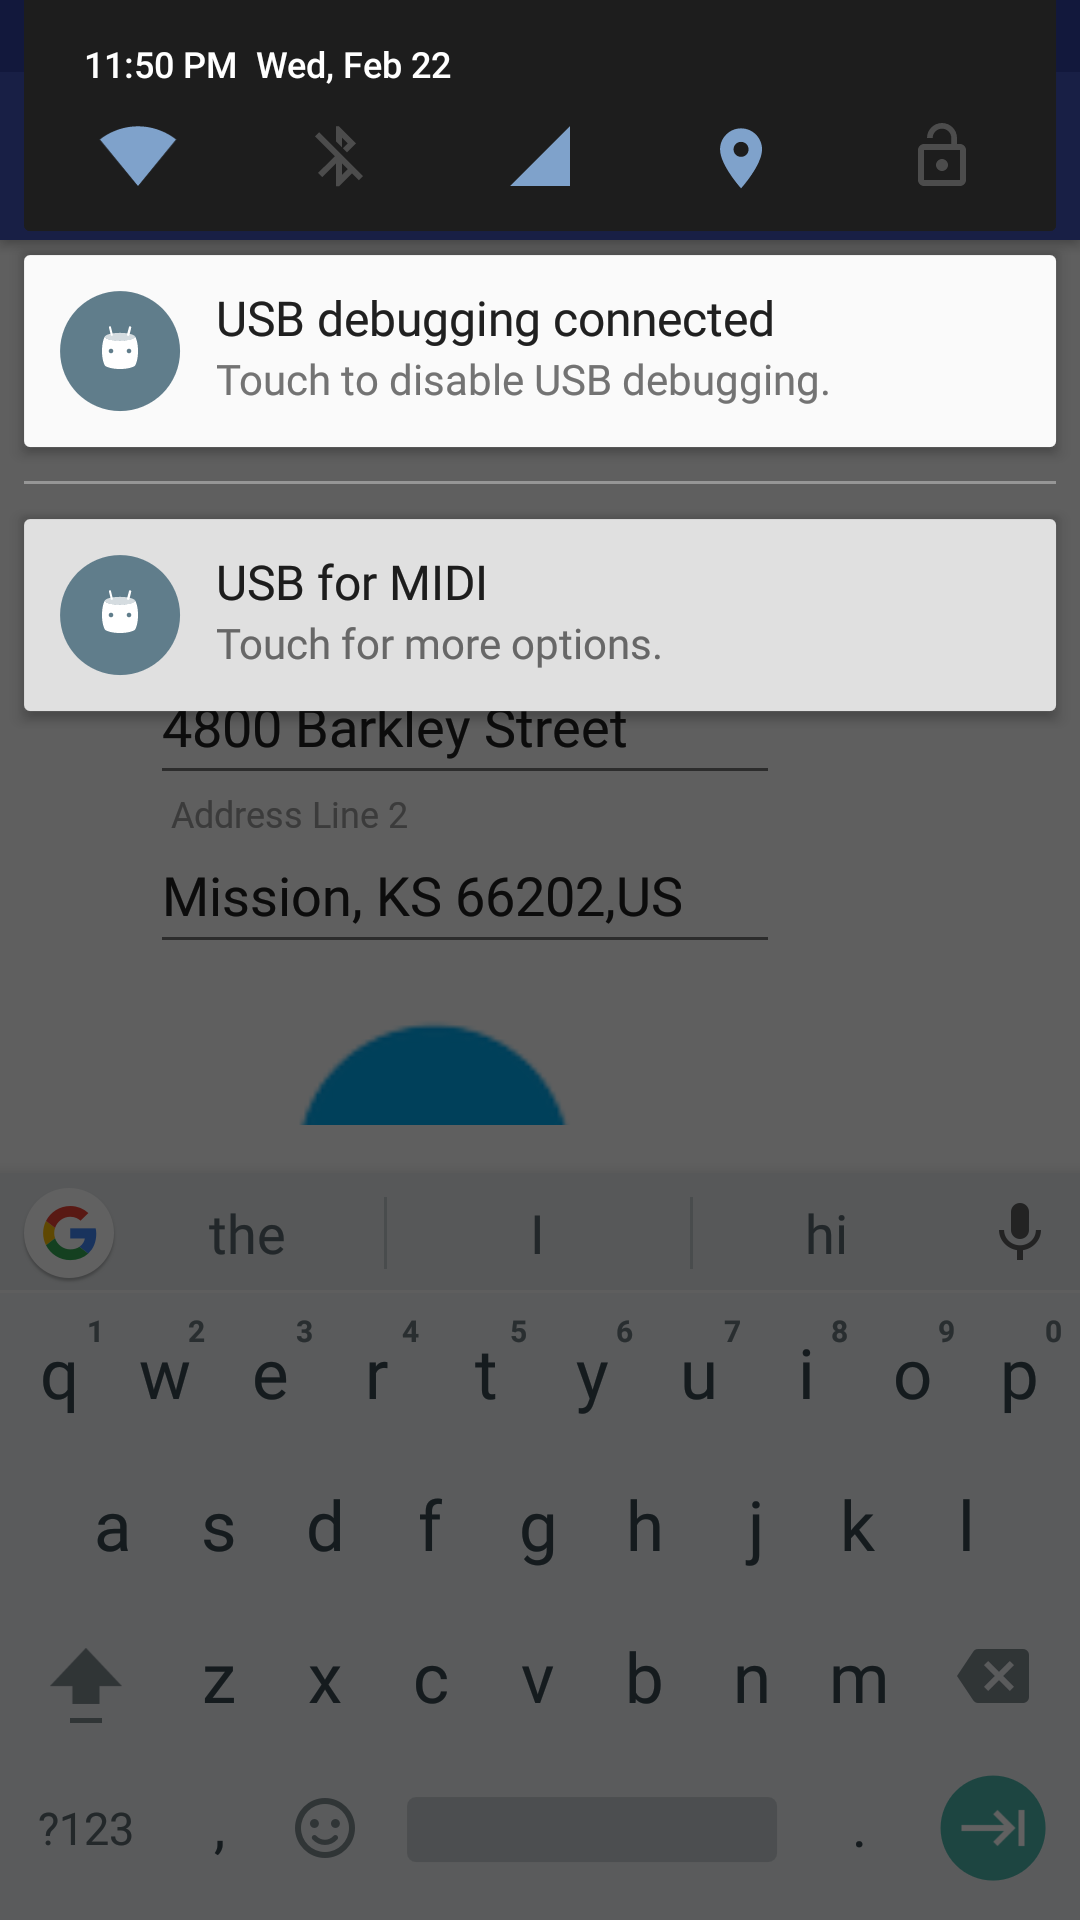 11:50 PM Wed, Feb 22
USB debugging connected
Touch to disable USB debugging.
USB for MIDI
Touch for more options.
4800 Barkley Street
Address Line 2
Mission, KS 66202,US
the I hi
1 2 3 4 5 6 7 8 9 0
q w e r t y u i o p
a s d f g h j k l
z x c v b n m
?123 , .